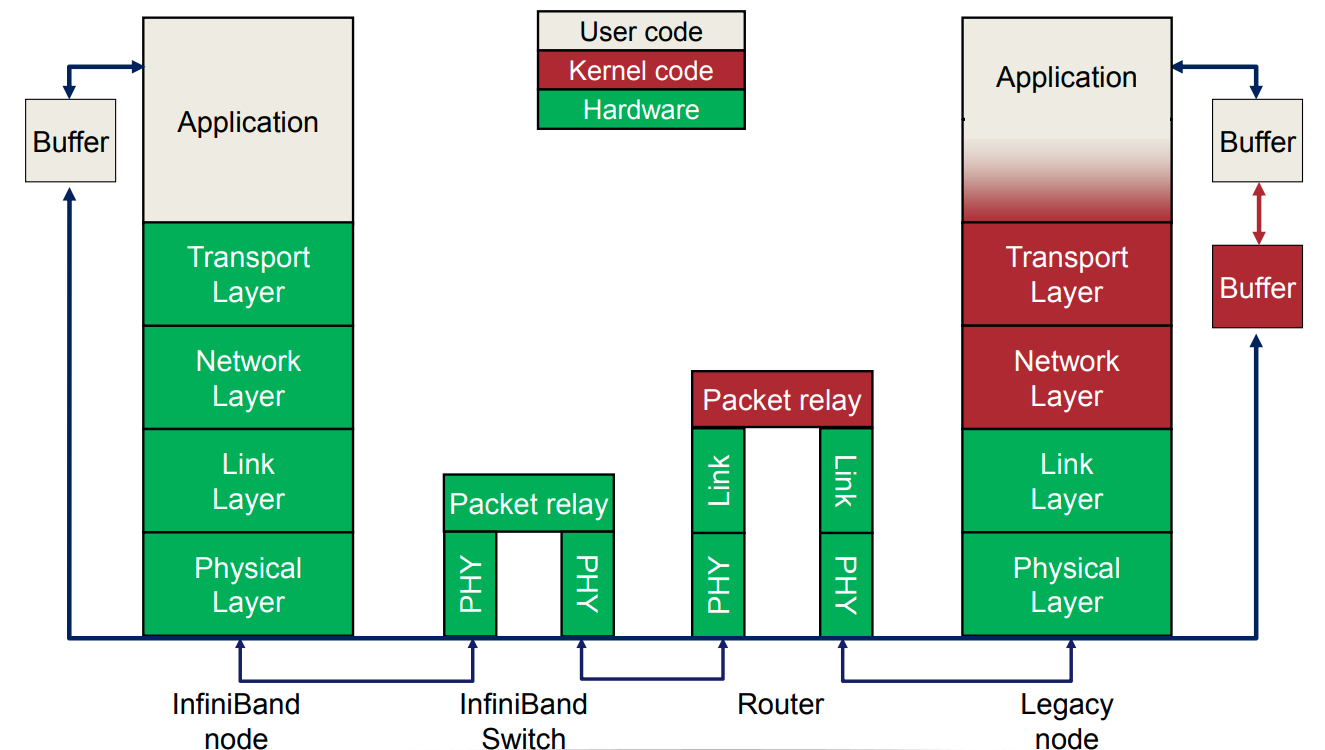 User code
Kernel code
Hardware
Buffer
Application
Transport
Layer
Network
Layer
Link
Layer
Physical
Layer
Packet relay
PHY
PHY
Packet relay
Link
Link
PHY
PHY
Application
Transport
Layer
Network
Layer
Link
Layer
Physical
Layer
Buffer
Buffer
InfiniBand
node
InfiniBand
Switch
Router
Legacy
node